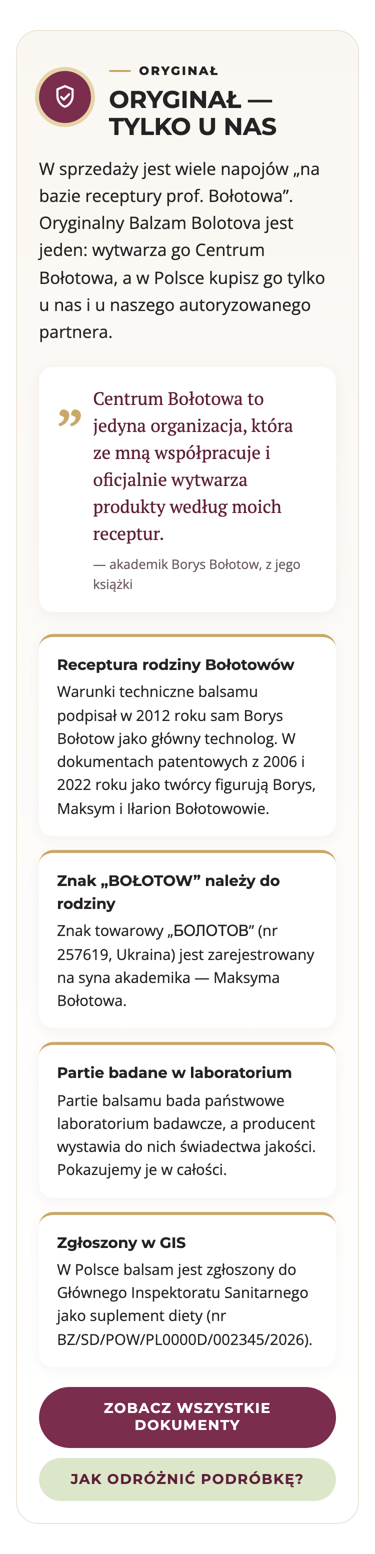 ORYGINAŁ
ORYGINAŁ —
TYLKO U NAS
W sprzedaży jest wiele napojów „na
bazie receptury prof. Bołotowa”.
Oryginalny Balzam Bolotova jest
jeden: wytwarza go Centrum
Bołotowa, a w Polsce kupisz go tylko
u nas i u naszego autoryzowanego
partnera.
”
Centrum Bołotowa to
jedyna organizacja, która
ze mną współpracuje i
oficjalnie wytwarza
produkty według moich
receptur.
— akademik Borys Bołotow, z jego
książki
Receptura rodziny Bołotowów
Warunki techniczne balsamu
podpisał w 2012 roku sam Borys
Bołotow jako główny technolog. W
dokumentach patentowych z 2006 i
2022 roku jako twórcy figurują Borys,
Maksym i Iłarion Bołotowowie.
Znak „BOŁOTOW” należy do
rodziny
Znak towarowy „БОЛОТОВ” (nr
257619, Ukraina) jest zarejestrowany
na syna akademika — Maksyma
Bołotowa.
Partie badane w laboratorium
Partie balsamu bada państwowe
laboratorium badawcze, a producent
wystawia do nich świadectwa jakości.
Pokazujemy je w całości.
Zgłoszony w GIS
W Polsce balsam jest zgłoszony do
Głównego Inspektoratu Sanitarnego
jako suplement diety (nr
BZ/SD/POW/PL0000D/002345/2026).
ZOBACZ WSZYSTKIE
DOKUMENTY
JAK ODRÓŻNIĆ PODRÓBKĘ?